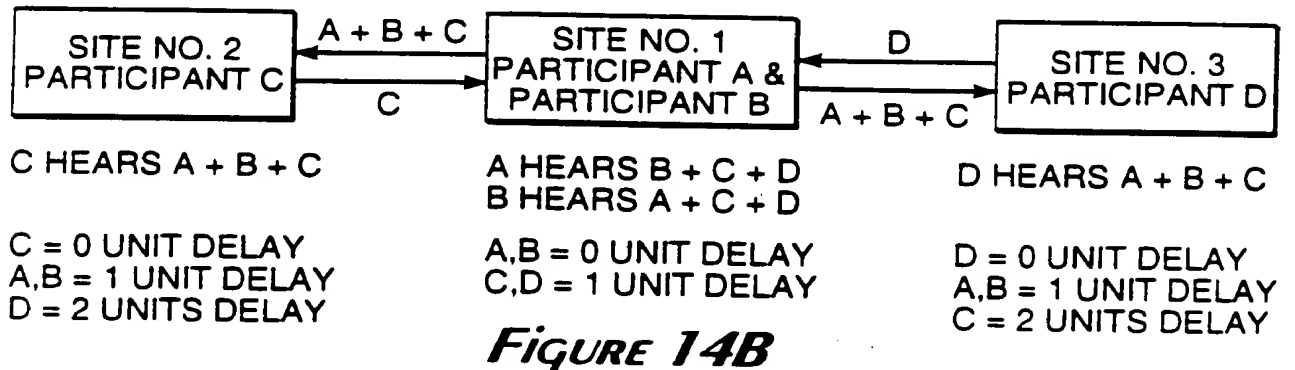 SITE NO. 2
PARTICIPANT C
A + B + C
C
SITE NO. 1
PARTICIPANT A &
PARTICIPANT B
D
A + B + C
SITE NO. 3
PARTICIPANT D
C HEARS A + B + C
C = 0 UNIT DELAY
A,B = 1 UNIT DELAY
D = 2 UNITS DELAY
A HEARS B + C + D
B HEARS A + C + D
A,B = 0 UNIT DELAY
C,D = 1 UNIT DELAY
D HEARS A + B + C
D = 0 UNIT DELAY
A,B = 1 UNIT DELAY
C = 2 UNITS DELAY
FIGURE 14B